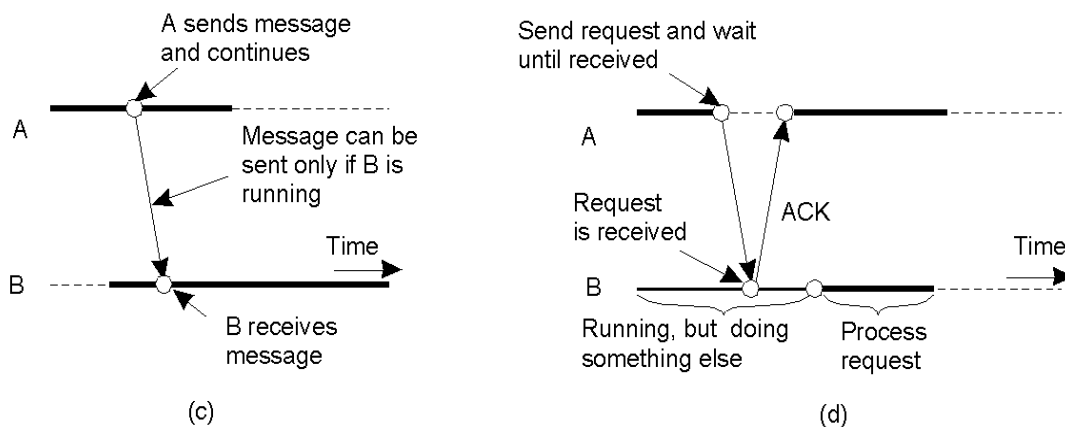 A sends message
and continues
A
Message can be
sent only if B is
running
Time
B
B receives
message
(c)
Send request and wait
until received
A
Request
is received
ACK
Time
B
Running, but doing
something else
Process
request
(d)